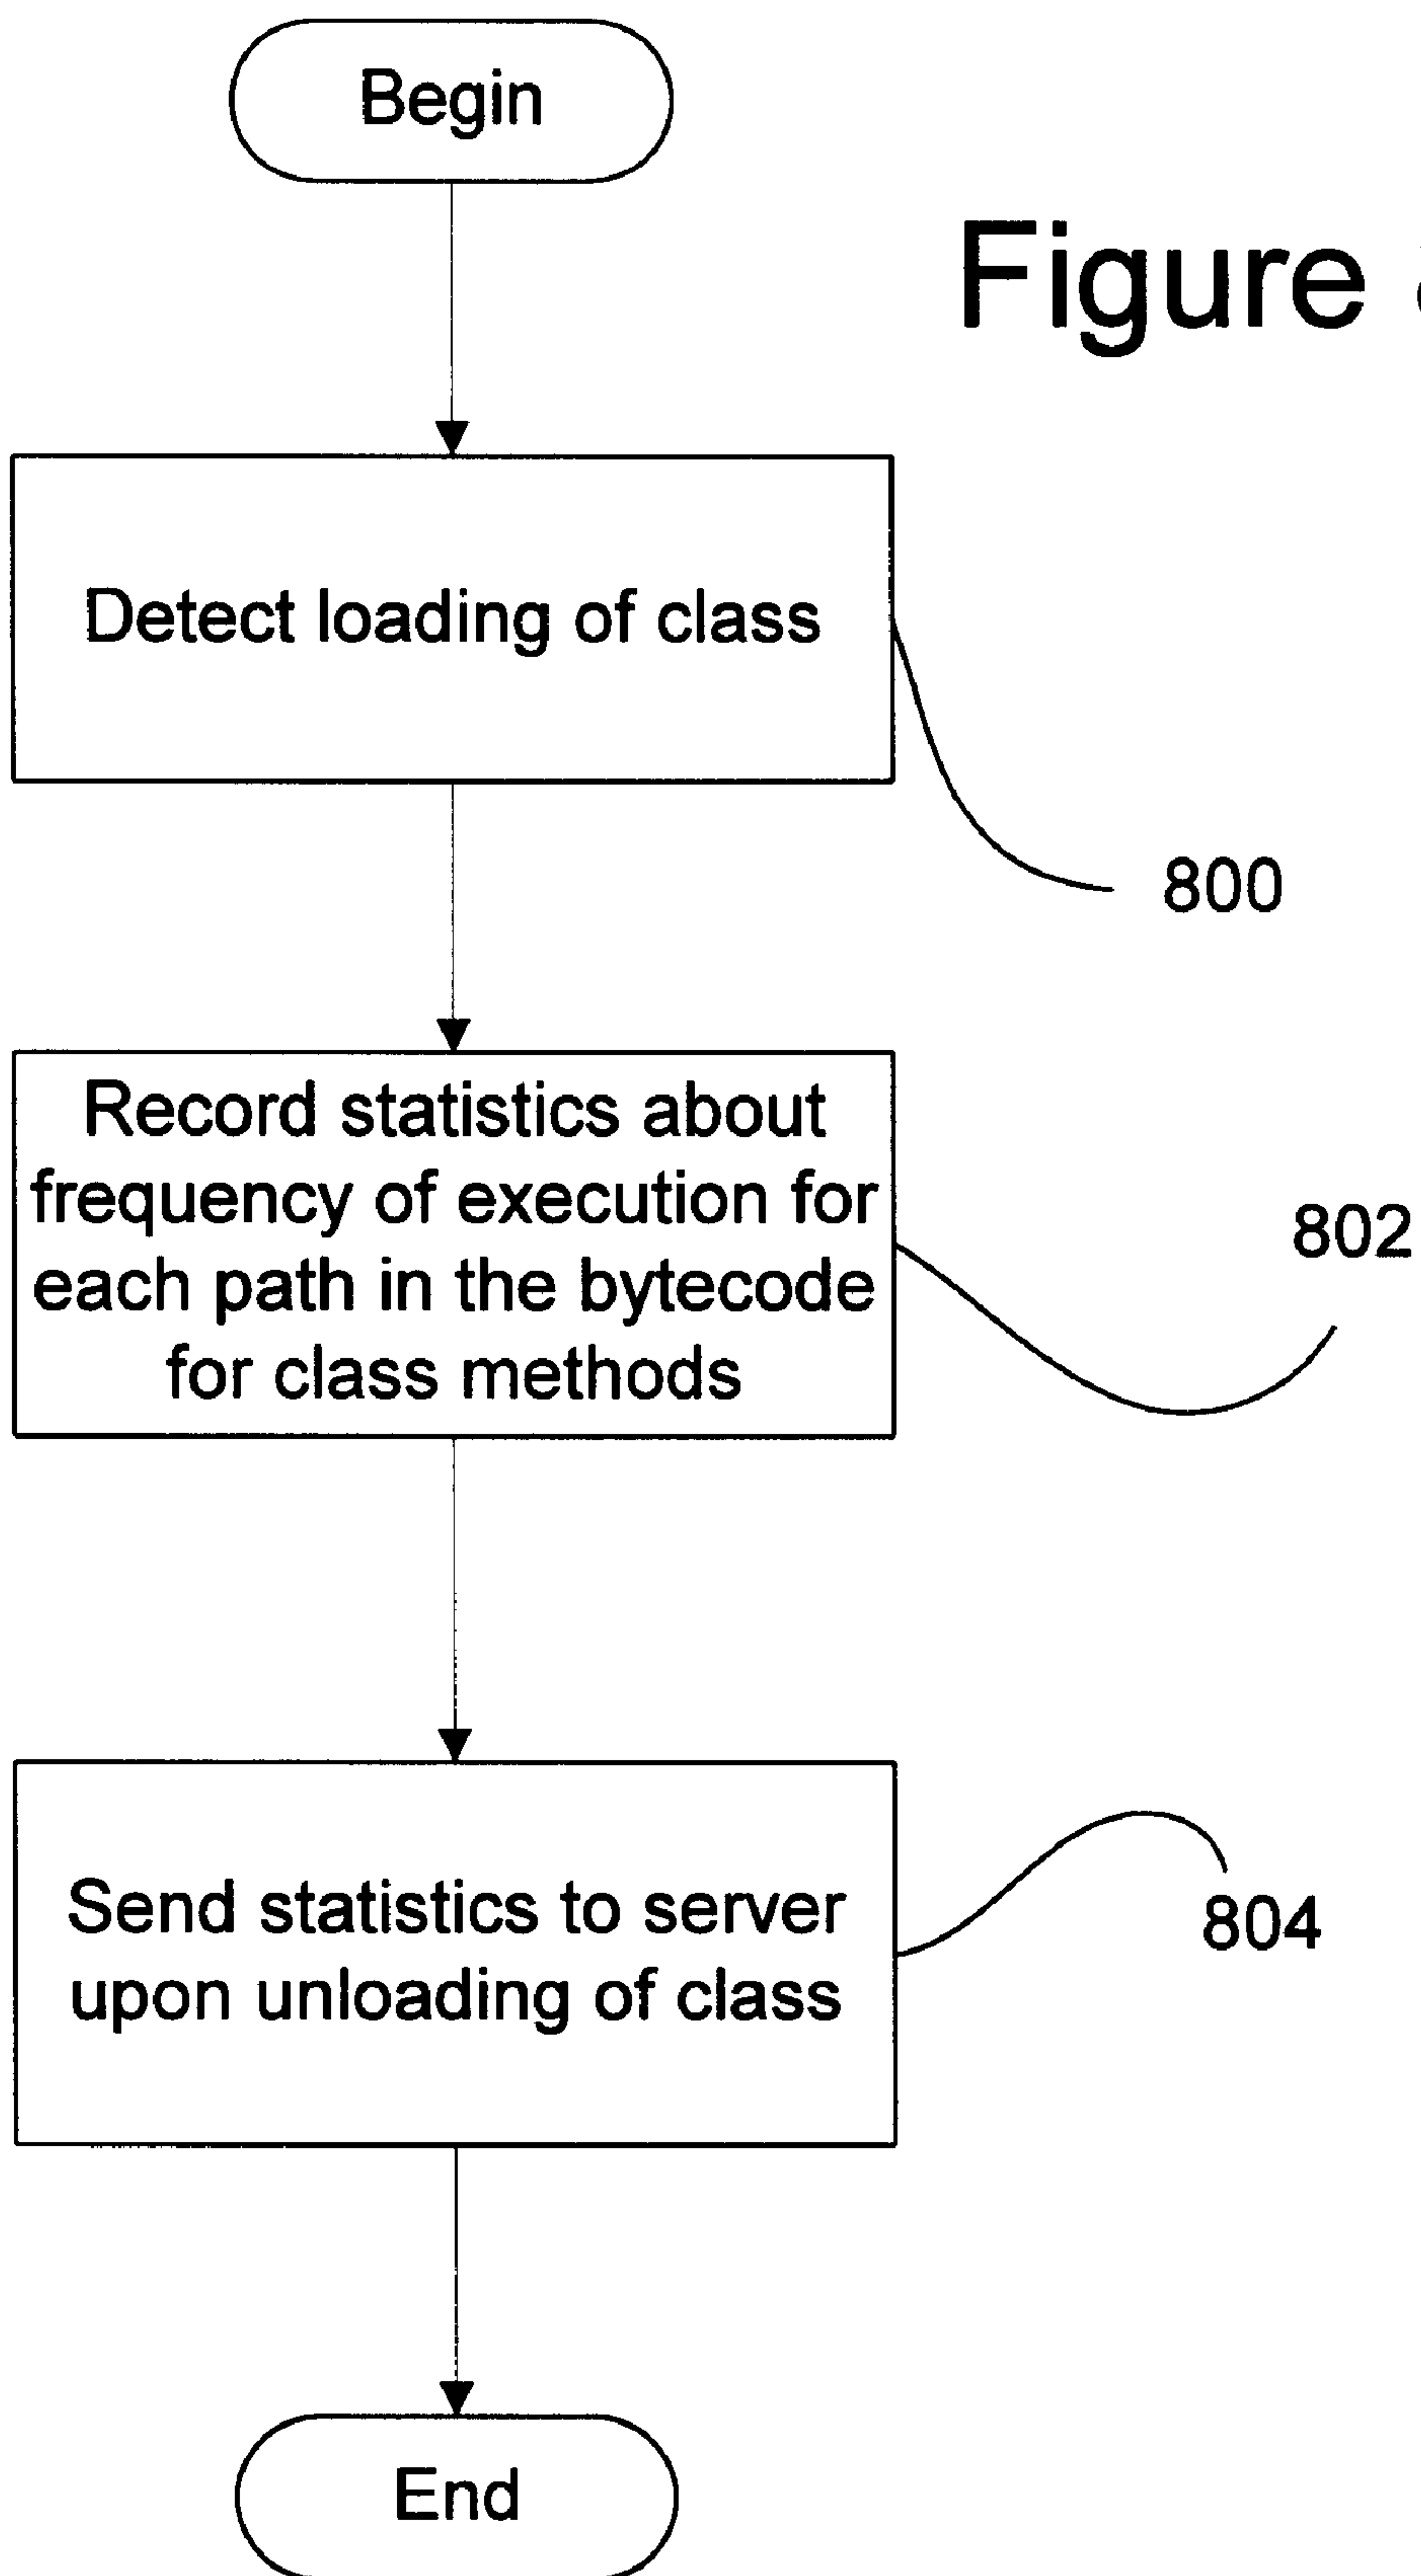 Begin
Figure
Detect loading of class
800
Record statistics about
frequency of execution for
each path in the bytecode
for class methods
802
Send statistics to server
upon unloading of class
804
End